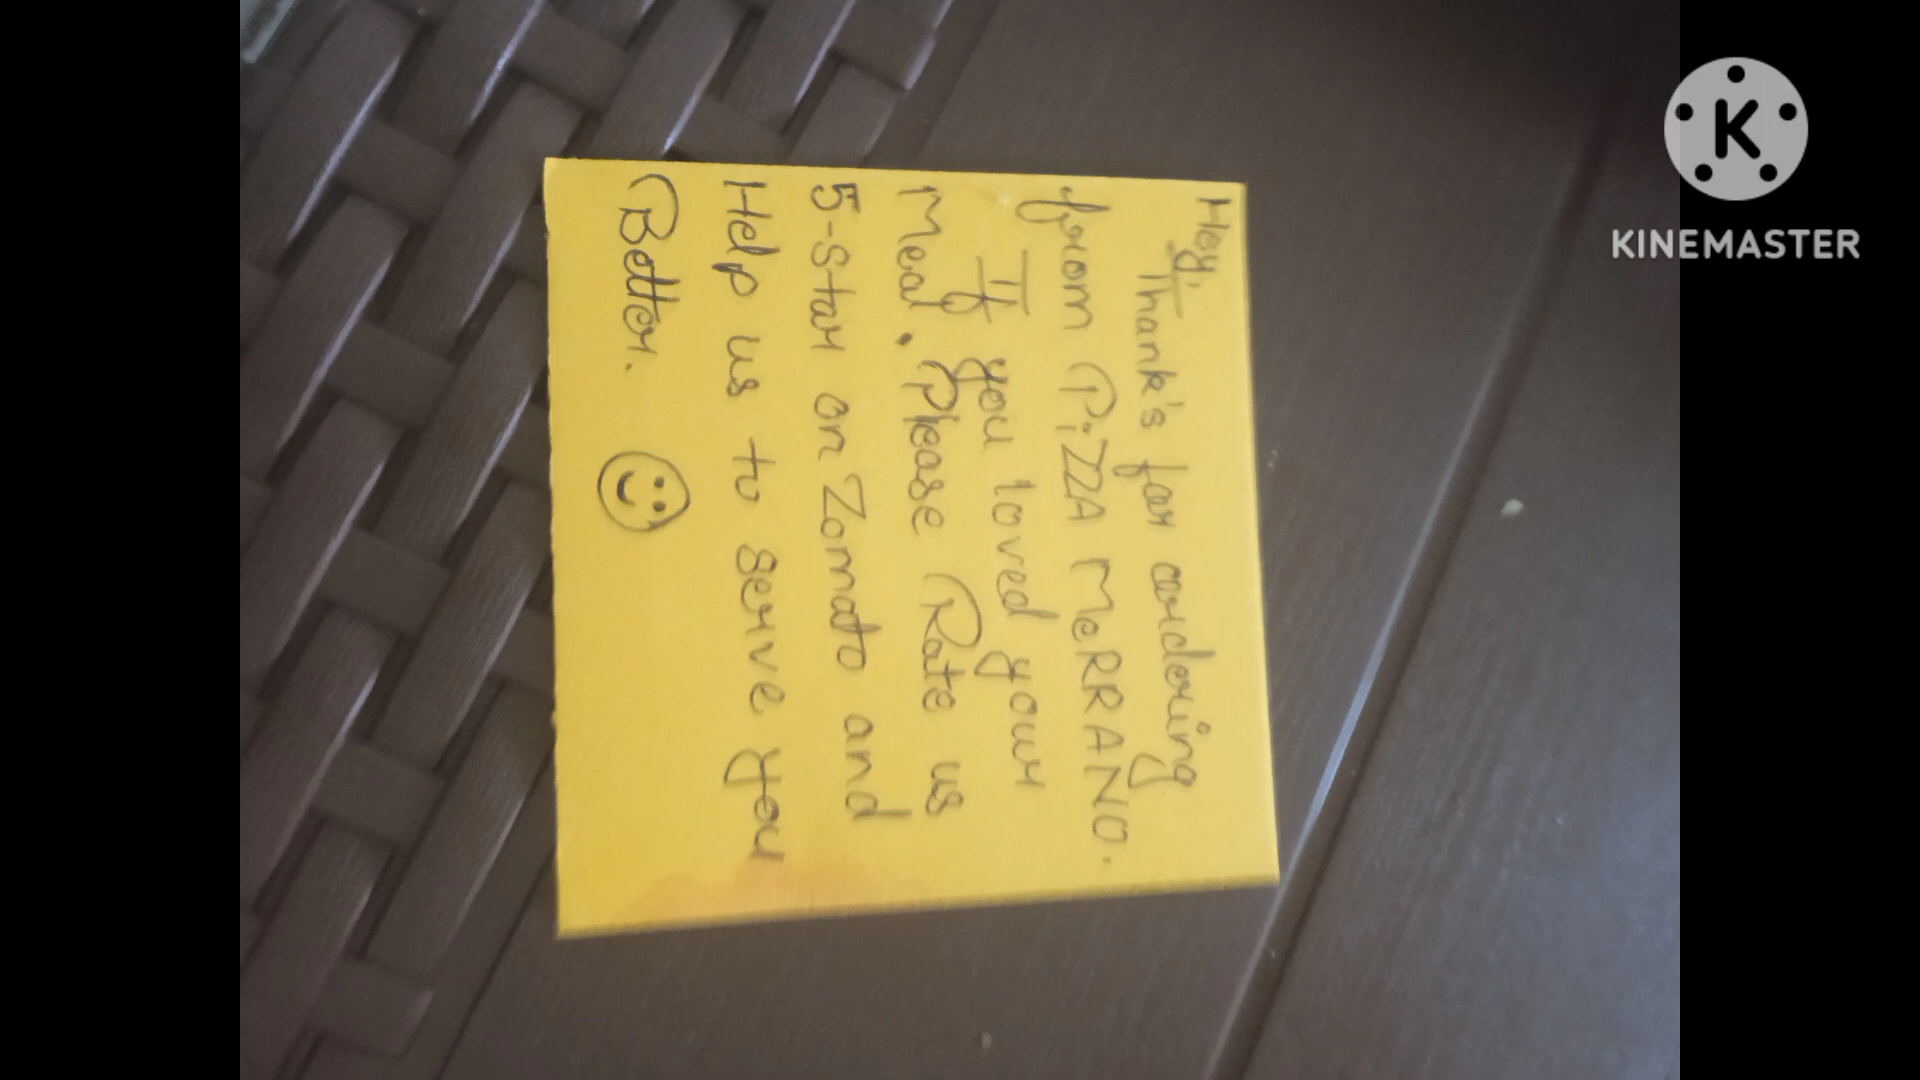 Hey,
Thank's for ordering
from PiZZA MeRRANO.
If you loved your
Meal, Please Rate us
5-star on Zomato and
Help us to serve you
Better.
K
KINEMASTER